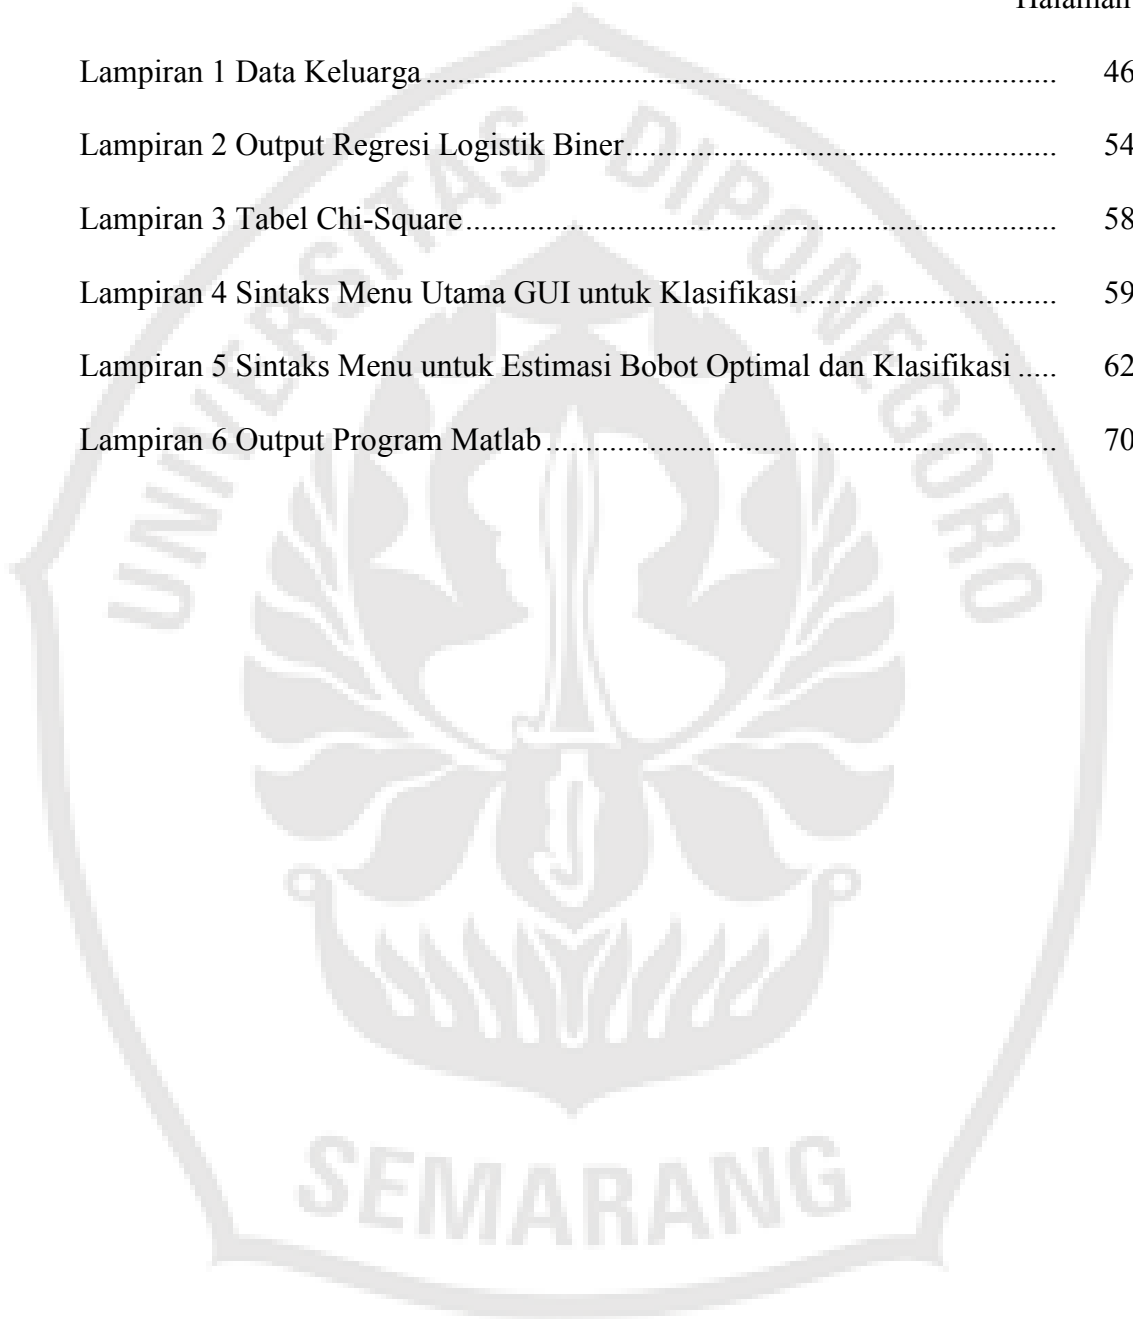 Halaman
Lampiran 1 Data Keluarga............................................................................... 46
Lampiran 2 Output Regresi Logistik Biner...................................................... 54
Lampiran 3 Tabel Chi-Square.......................................................................... 58
Lampiran 4 Sintaks Menu Utama GUI untuk Klasifikasi................................ 59
Lampiran 5 Sintaks Menu untuk Estimasi Bobot Optimal dan Klasifikasi ..... 62
Lampiran 6 Output Program Matlab................................................................ 70
UNIVERSITAS DIPONEGORO
SEMARANG